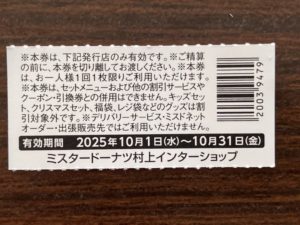 ※本券は、下記発行店のみ有効です。※ご精算
の前に、本券を切り離してお渡しください。※本券
は、お一人様1回1枚限りご利用いただけます。
※本券は、セットメニューおよび他の割引サービスや
クーポン・引換券との併用はできません。キッズセッ
ト、クリスマスセット、福袋、レジ袋などのグッズは割
引対象外です。※デリバリーサービス・ミスドネット
オーダー・出張販売先ではご利用いただけません。
有効期間 2025年10月1日(水)~10月31日(金)
ミスタードーナツ村上インターショップ
2003 9479